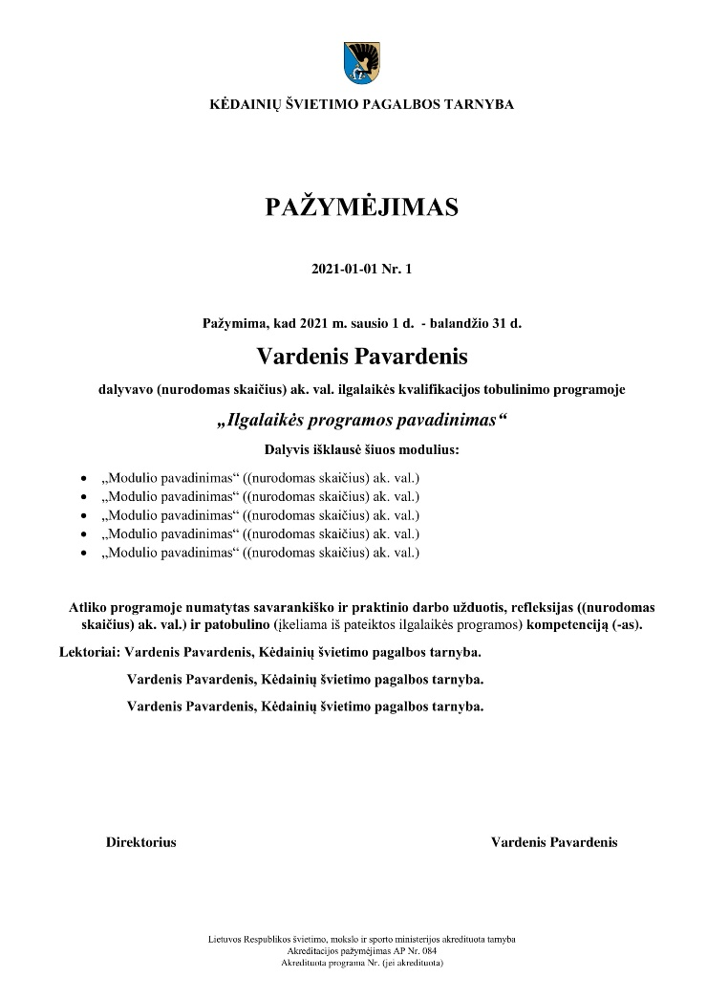 KĖDAINIŲ ŠVIETIMO PAGALBOS TARNYBA
PAŽYMĖJIMAS
2021-01-01 Nr. 1
Pažymima, kad 2021 m. sausio 1 d. - balandžio 31 d.
Vardenis Pavardenis
dalyvavo (nurodomas skaičius) ak. val. ilgalaikės kvalifikacijos tobulinimo programoje
„Ilgalaikės programos pavadinimas“
Dalyvis išklausė šiuos modulius:
• „Modulio pavadinimas“ ((nurodomas skaičius) ak. val.)
• „Modulio pavadinimas“ ((nurodomas skaičius) ak. val.)
• „Modulio pavadinimas“ ((nurodomas skaičius) ak. val.)
• „Modulio pavadinimas“ ((nurodomas skaičius) ak. val.)
• „Modulio pavadinimas“ ((nurodomas skaičius) ak. val.)
Atliko programoje numatytas savarankiško ir praktinio darbo užduotis, refleksijas ((nurodomas
skaičius) ak. val.) ir patobulino (įkeliama iš pateiktos ilgalaikės programos) kompetenciją (-as).
Lektoriai: Vardenis Pavardenis, Kėdainių švietimo pagalbos tarnyba.
Vardenis Pavardenis, Kėdainių švietimo pagalbos tarnyba.
Vardenis Pavardenis, Kėdainių švietimo pagalbos tarnyba.
Direktorius Vardenis Pavardenis
Lietuvos Respublikos švietimo, mokslo ir sporto ministerijos akredituota tarnyba
Akreditacijos pažymėjimas AP Nr. 084
Akredituota programa Nr. (jei akredituota)